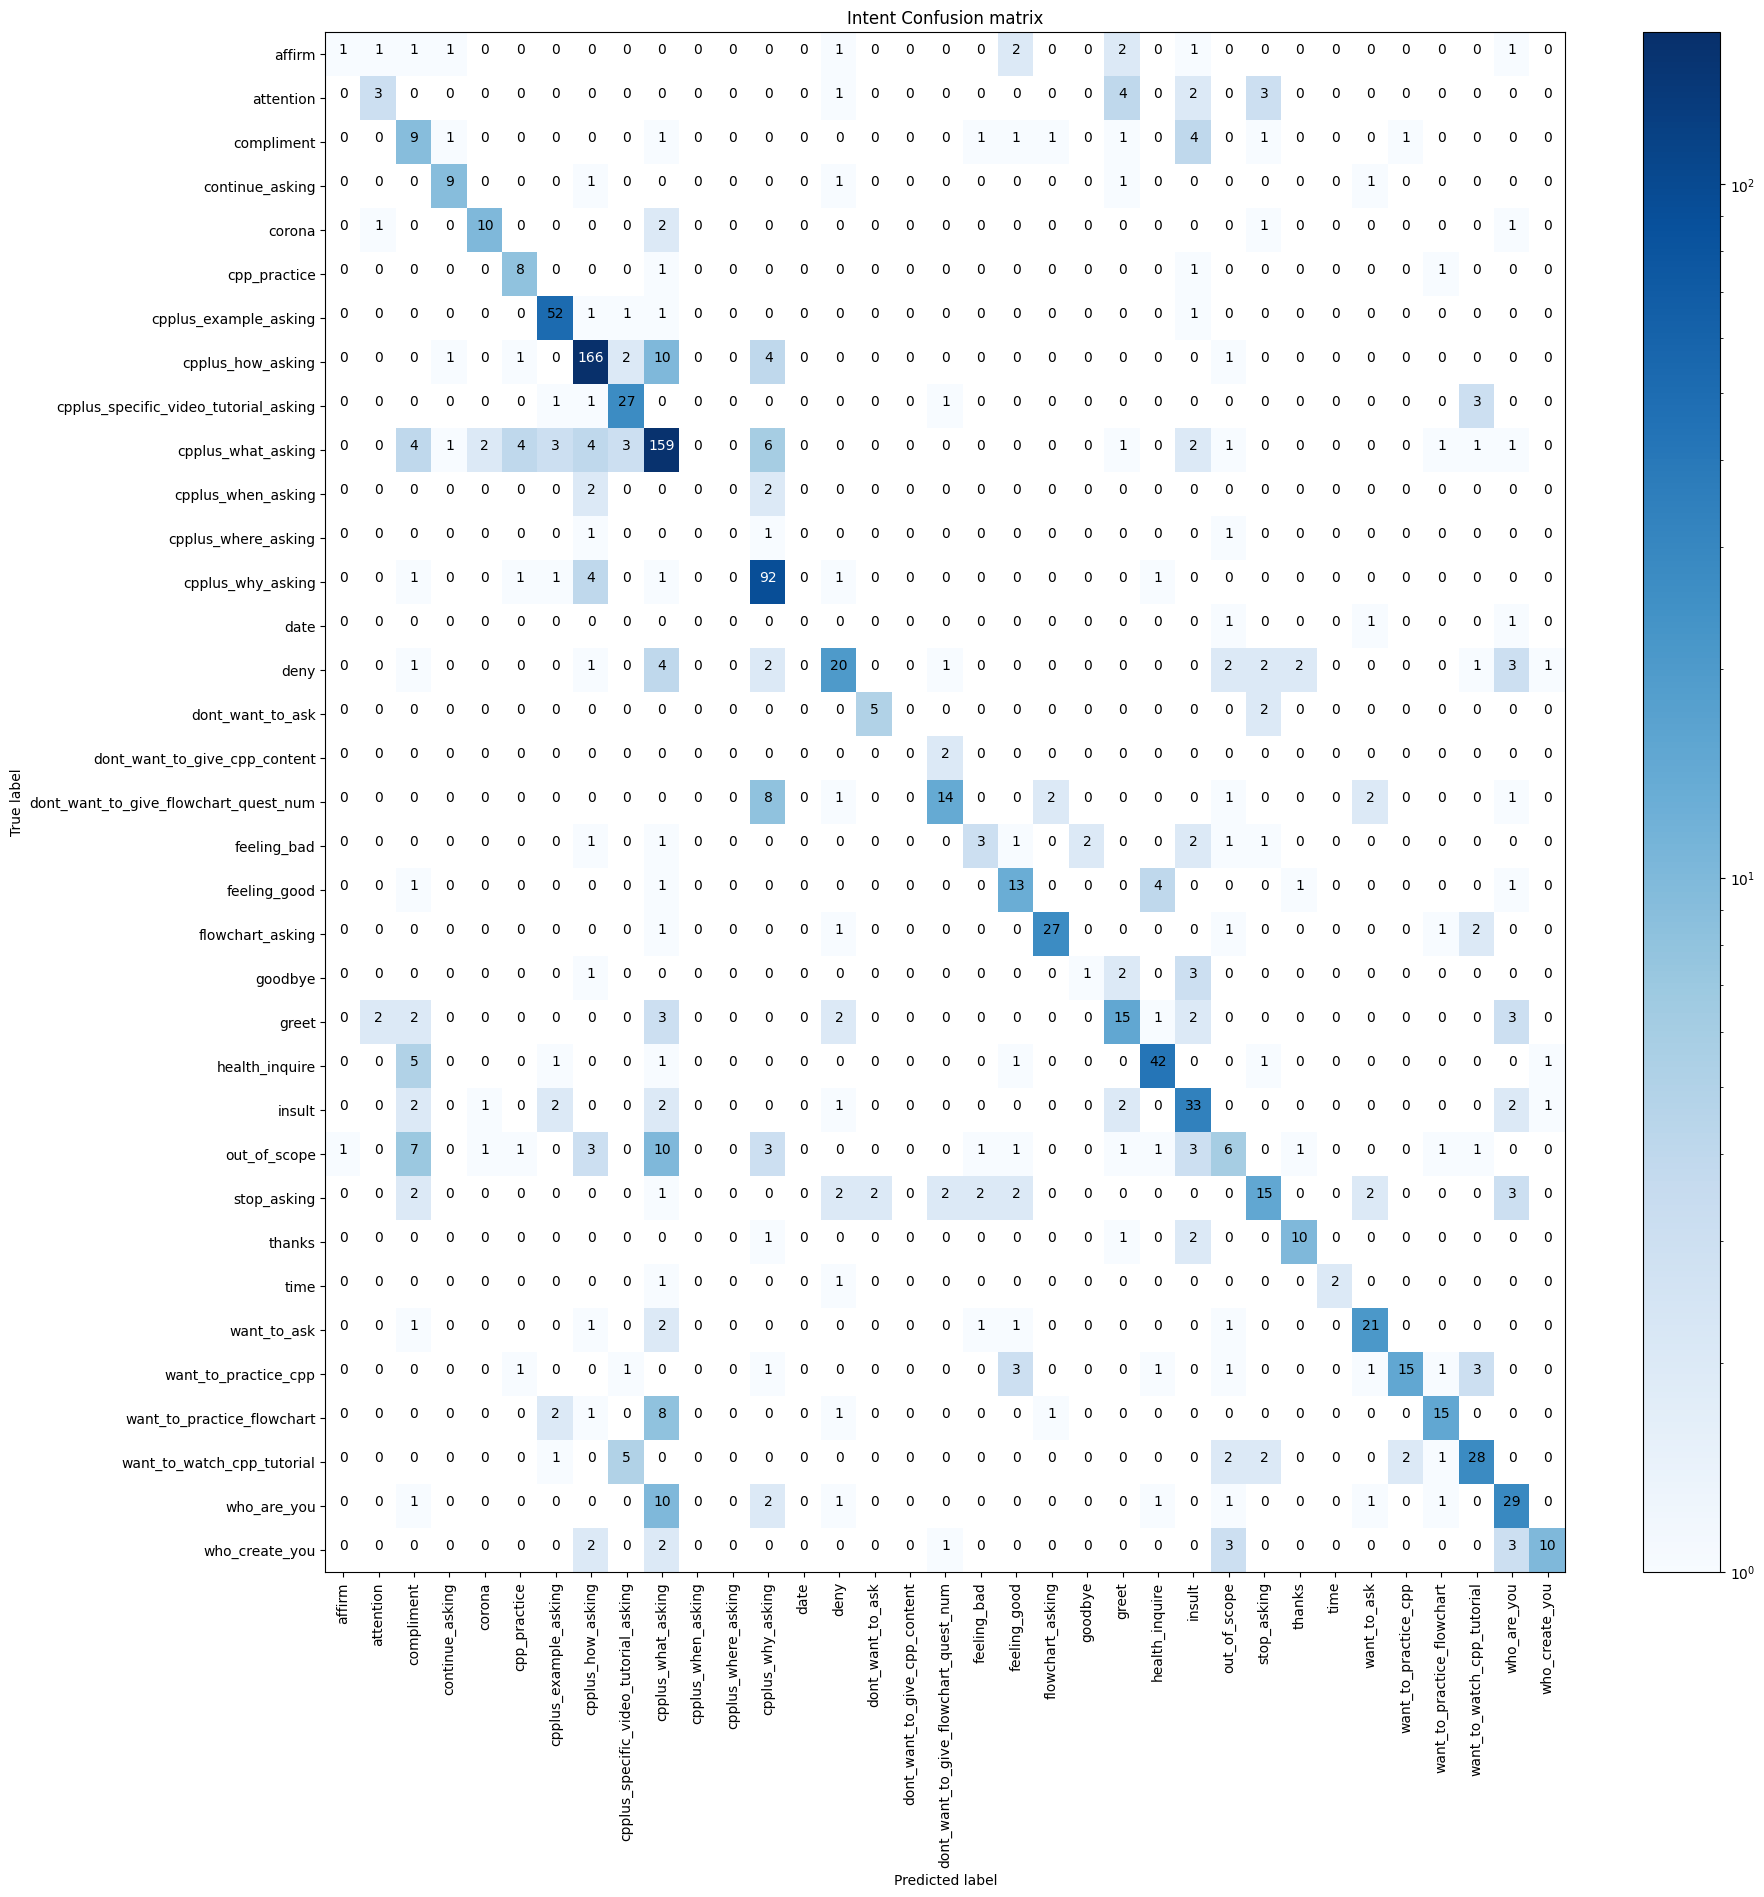 Intent Confusion matrix
affirm 1 1 1 1 0 0 0 0 0 0 0 0 0 0 1 0 0 0 0 2 0 0 2 0 1 0 0 0 0 0 0 0 0 1 0
attention 0 3 0 0 0 0 0 0 0 0 0 0 0 0 1 0 0 0 0 0 0 0 4 0 2 0 3 0 0 0 0 0 0 0 0
compliment 0 0 9 1 0 0 0 0 0 1 0 0 0 0 0 0 0 0 1 1 1 0 1 0 4 0 1 0 0 0 1 0 0 0 0
continue_asking 0 0 0 9 0 0 0 1 0 0 0 0 0 0 1 0 0 0 0 0 0 0 1 0 0 0 0 0 0 1 0 0 0 0 0
corona 0 1 0 0 10 0 0 0 0 2 0 0 0 0 0 0 0 0 0 0 0 0 0 0 0 0 1 0 0 0 0 0 0 1 0
cpp_practice 0 0 0 0 0 8 0 0 0 1 0 0 0 0 0 0 0 0 0 0 0 0 0 0 1 0 0 0 0 0 0 1 0 0 0
cpplus_example_asking 0 0 0 0 0 0 52 1 1 1 0 0 0 0 0 0 0 0 0 0 0 0 0 0 1 0 0 0 0 0 0 0 0 0 0
cpplus_how_asking 0 0 0 1 0 1 0 166 2 10 0 0 4 0 0 0 0 0 0 0 0 0 0 0 0 1 0 0 0 0 0 0 0 0 0
cpplus_specific_video_tutorial_asking 0 0 0 0 0 0 1 1 27 0 0 0 0 0 0 0 0 1 0 0 0 0 0 0 0 0 0 0 0 0 0 0 3 0 0
cpplus_what_asking 0 0 4 1 2 4 3 4 3 159 0 0 6 0 0 0 0 0 0 0 0 0 1 0 2 1 0 0 0 0 0 1 1 1 0
cpplus_when_asking 0 0 0 0 0 0 0 2 0 0 0 0 2 0 0 0 0 0 0 0 0 0 0 0 0 0 0 0 0 0 0 0 0 0 0
cpplus_where_asking 0 0 0 0 0 0 0 1 0 0 0 0 1 0 0 0 0 0 0 0 0 0 0 0 0 1 0 0 0 0 0 0 0 0 0
cpplus_why_asking 0 0 1 0 0 1 1 4 0 1 0 0 92 0 1 0 0 0 0 0 0 0 0 1 0 0 0 0 0 0 0 0 0 0 0
date 0 0 0 0 0 0 0 0 0 0 0 0 0 0 0 0 0 0 0 0 0 0 0 0 0 1 0 0 0 1 0 0 0 1 0
deny 0 0 1 0 0 0 0 1 0 4 0 0 2 0 20 0 0 1 0 0 0 0 0 0 0 2 2 2 0 0 0 0 1 3 1
dont_want_to_ask 0 0 0 0 0 0 0 0 0 0 0 0 0 0 0 5 0 0 0 0 0 0 0 0 0 0 2 0 0 0 0 0 0 0 0
dont_want_to_give_cpp_content 0 0 0 0 0 0 0 0 0 0 0 0 0 0 0 0 0 2 0 0 0 0 0 0 0 0 0 0 0 0 0 0 0 0 0
dont_want_to_give_flowchart_quest_num 0 0 0 0 0 0 0 0 0 0 0 0 8 0 1 0 0 14 0 0 2 0 0 0 0 1 0 0 0 2 0 0 0 1 0
feeling_bad 0 0 0 0 0 0 0 1 0 1 0 0 0 0 0 0 0 0 3 1 0 2 0 0 2 1 1 0 0 0 0 0 0 0 0
feeling_good 0 0 1 0 0 0 0 0 0 1 0 0 0 0 0 0 0 0 0 13 0 0 0 4 0 0 0 1 0 0 0 0 0 1 0
flowchart_asking 0 0 0 0 0 0 0 0 0 1 0 0 0 0 1 0 0 0 0 0 27 0 0 0 0 1 0 0 0 0 0 1 2 0 0
goodbye 0 0 0 0 0 0 0 1 0 0 0 0 0 0 0 0 0 0 0 0 0 1 2 0 3 0 0 0 0 0 0 0 0 0 0
greet 0 2 2 0 0 0 0 0 0 3 0 0 0 0 2 0 0 0 0 0 0 0 15 1 2 0 0 0 0 0 0 0 0 3 0
health_inquire 0 0 5 0 0 0 1 0 0 1 0 0 0 0 0 0 0 0 0 1 0 0 0 42 0 0 1 0 0 0 0 0 0 0 1
insult 0 0 2 0 1 0 2 0 0 2 0 0 0 0 1 0 0 0 0 0 0 0 2 0 33 0 0 0 0 0 0 0 0 2 1
out_of_scope 1 0 7 0 1 1 0 3 0 10 0 0 3 0 0 0 0 0 1 1 0 0 1 1 3 6 0 1 0 0 0 1 1 0 0
stop_asking 0 0 2 0 0 0 0 0 0 1 0 0 0 0 2 2 0 2 2 2 0 0 0 0 0 0 15 0 0 2 0 0 0 3 0
thanks 0 0 0 0 0 0 0 0 0 0 0 0 1 0 0 0 0 0 0 0 0 0 1 0 2 0 0 10 0 0 0 0 0 0 0
time 0 0 0 0 0 0 0 0 0 1 0 0 0 0 1 0 0 0 0 0 0 0 0 0 0 0 0 0 2 0 0 0 0 0 0
want_to_ask 0 0 1 0 0 0 0 1 0 2 0 0 0 0 0 0 0 0 1 1 0 0 0 0 0 1 0 0 0 21 0 0 0 0 0
want_to_practice_cpp 0 0 0 0 0 1 0 0 1 0 0 0 1 0 0 0 0 0 0 3 0 0 0 1 0 1 0 0 0 1 15 1 3 0 0
want_to_practice_flowchart 0 0 0 0 0 0 2 1 0 8 0 0 0 0 1 0 0 0 0 0 1 0 0 0 0 0 0 0 0 0 0 15 0 0 0
want_to_watch_cpp_tutorial 0 0 0 0 0 0 1 0 5 0 0 0 0 0 0 0 0 0 0 0 0 0 0 0 0 2 2 0 0 0 2 1 28 0 0
who_are_you 0 0 1 0 0 0 0 0 0 10 0 0 2 0 1 0 0 0 0 0 0 0 0 1 0 1 0 0 0 1 0 1 0 29 0
who_create_you 0 0 0 0 0 0 0 2 0 2 0 0 0 0 0 0 0 1 0 0 0 0 0 0 0 3 0 0 0 0 0 0 0 3 10
True label
affirm
attention
compliment
continue_asking
corona
cpp_practice
cpplus_example_asking
cpplus_how_asking
cpplus_specific_video_tutorial_asking
cpplus_what_asking
cpplus_when_asking
cpplus_where_asking
cpplus_why_asking
date
deny
dont_want_to_ask
dont_want_to_give_cpp_content
dont_want_to_give_flowchart_quest_num
feeling_bad
feeling_good
flowchart_asking
goodbye
greet
health_inquire
insult
out_of_scope
stop_asking
thanks
time
want_to_ask
want_to_practice_cpp
want_to_practice_flowchart
want_to_watch_cpp_tutorial
who_are_you
who_create_you
Predicted label
10²
10¹
10⁰